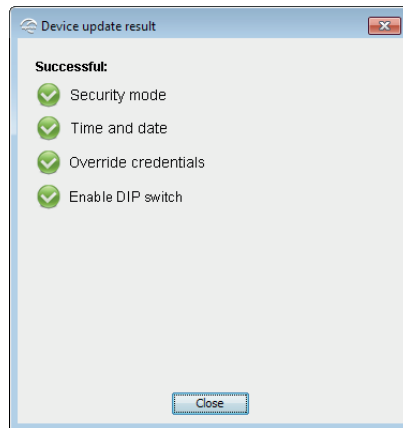 Device update result
Successful:
Security mode
Time and date
Override credentials
Enable DIP switch
Close